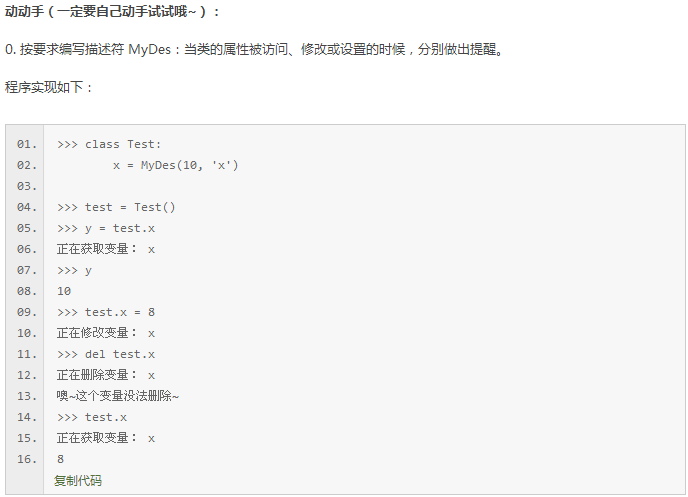 动动手（一定要自己动手试试哦~）：
0. 按要求编写描述符 MyDes：当类的属性被访问、修改或设置的时候，分别做出提醒。
程序实现如下：
01. >>> class Test:
02.         x = MyDes(10, 'x')
03.
04. >>> test = Test()
05. >>> y = test.x
06. 正在获取变量： x
07. >>> y
08. 10
09. >>> test.x = 8
10. 正在修改变量： x
11. >>> del test.x
12. 正在删除变量： x
13. 噢~这个变量没法删除~
14. >>> test.x
15. 正在获取变量： x
16. 8
复制代码